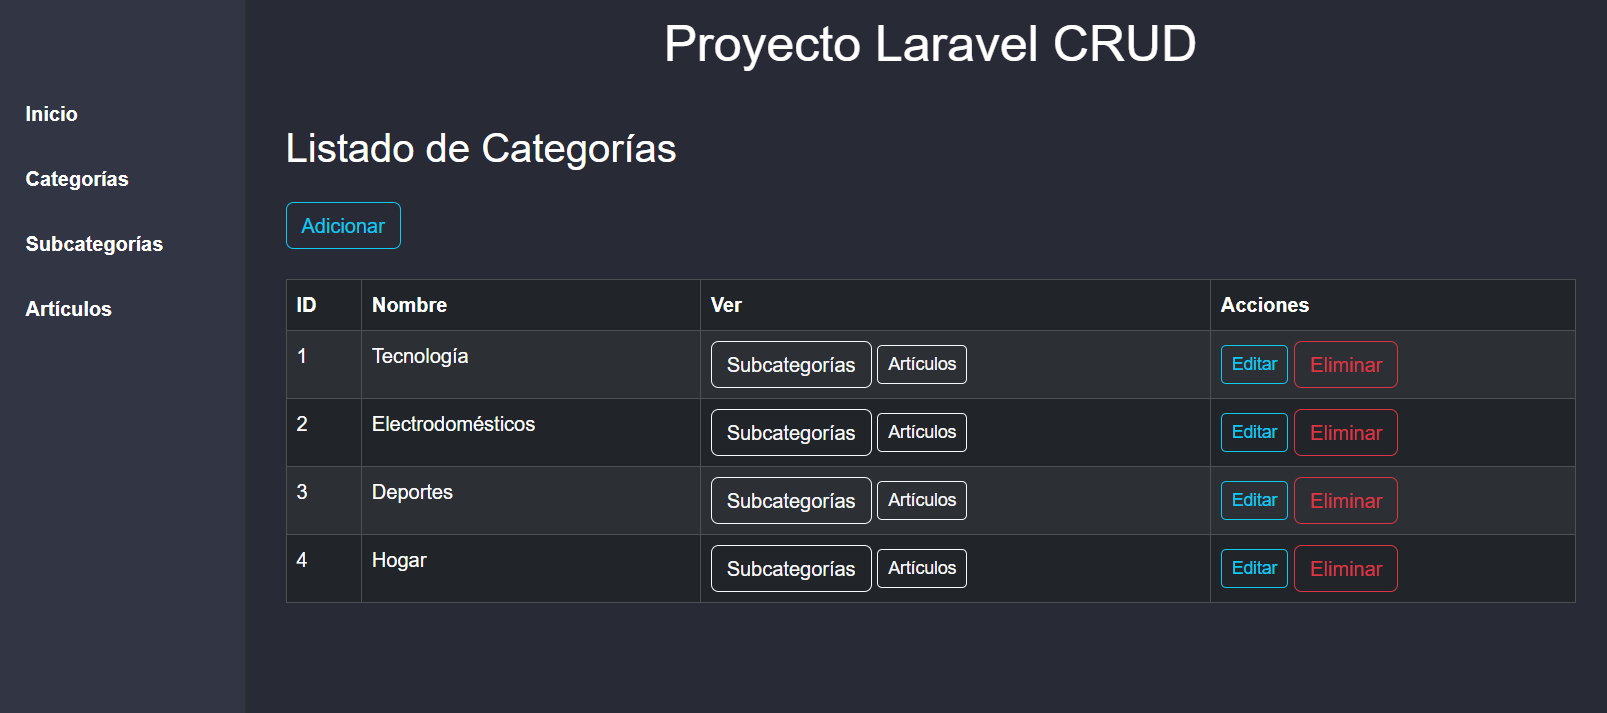 Proyecto Laravel CRUD
Inicio
Categorías
Subcategorías
Artículos
Listado de Categorías
Adicionar
ID Nombre Ver Acciones
1 Tecnología Subcategorías Artículos Editar Eliminar
2 Electrodomésticos Subcategorías Artículos Editar Eliminar
3 Deportes Subcategorías Artículos Editar Eliminar
4 Hogar Subcategorías Artículos Editar Eliminar